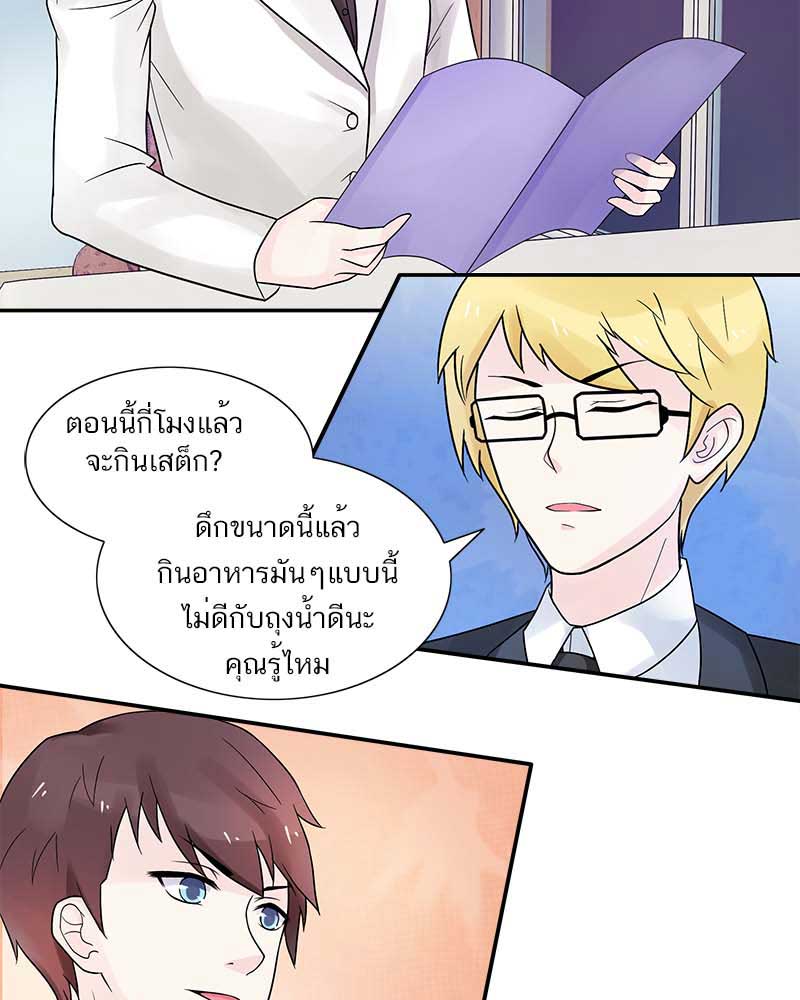 ตอนนี้กี่โมงแล้ว
จะกินเสต็ก?
ดึกขนาดนี้แล้ว
กินอาหารมันๆแบบนี้
ไม่ดีกับถุงน้ำดีนะ
คุณรู้ไหม